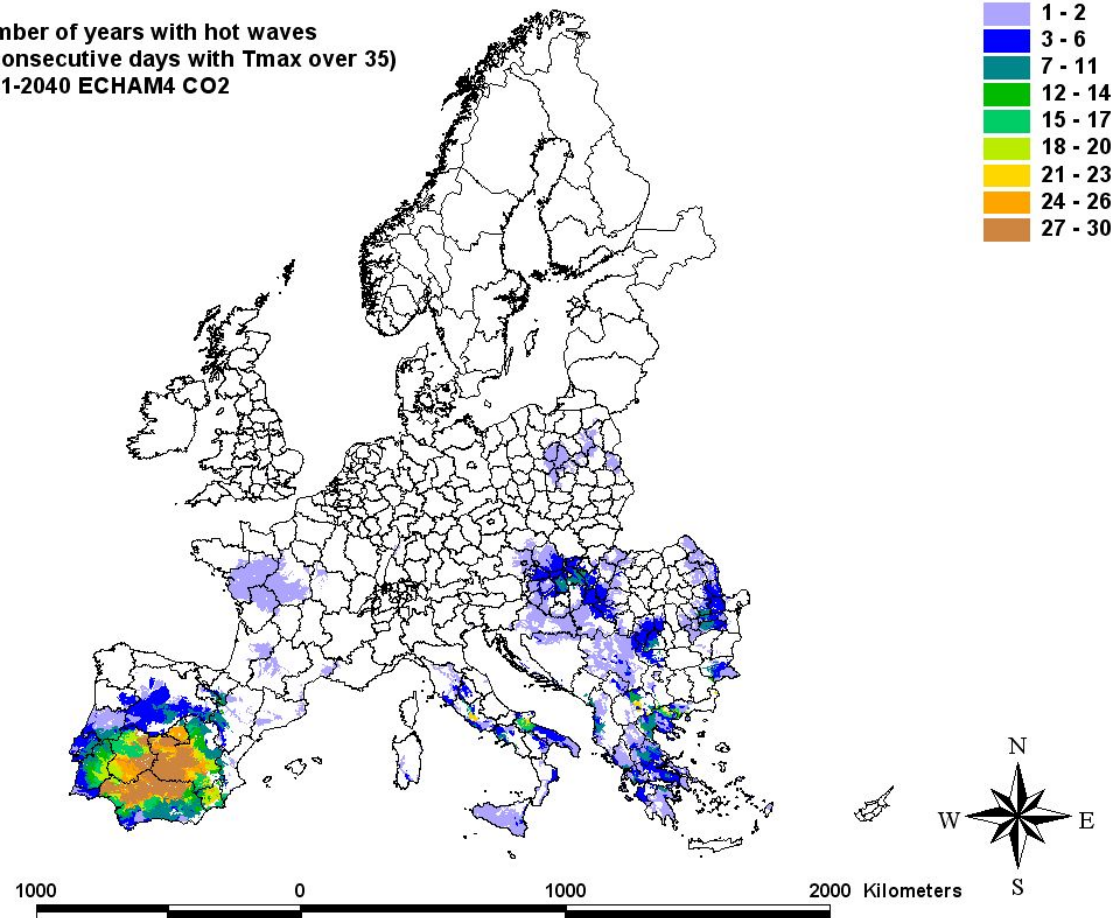 mber of years with hot waves
onsecutive days with Tmax over 35)
1-2040 ECHAM4 CO2
1 - 2
3 - 6
7 - 11
12 - 14
15 - 17
18 - 20
21 - 23
24 - 26
27 - 30
N
W E
S
1000 0 1000 2000 Kilometers